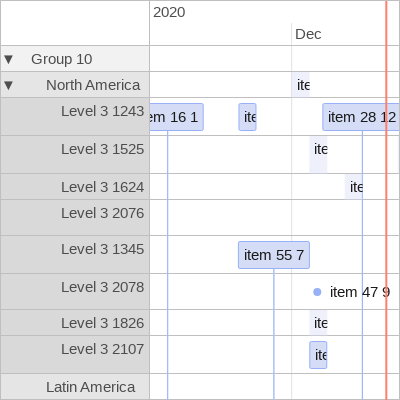 2020
Dec
▼ Group 10
▼ North America ite
Level 3 1243 em 16 1 ite item 28 12
Level 3 1525 ite
Level 3 1624 ite
Level 3 2076
Level 3 1345 item 55 7
Level 3 2078 item 47 9
Level 3 1826 ite
Level 3 2107 ite
Latin America